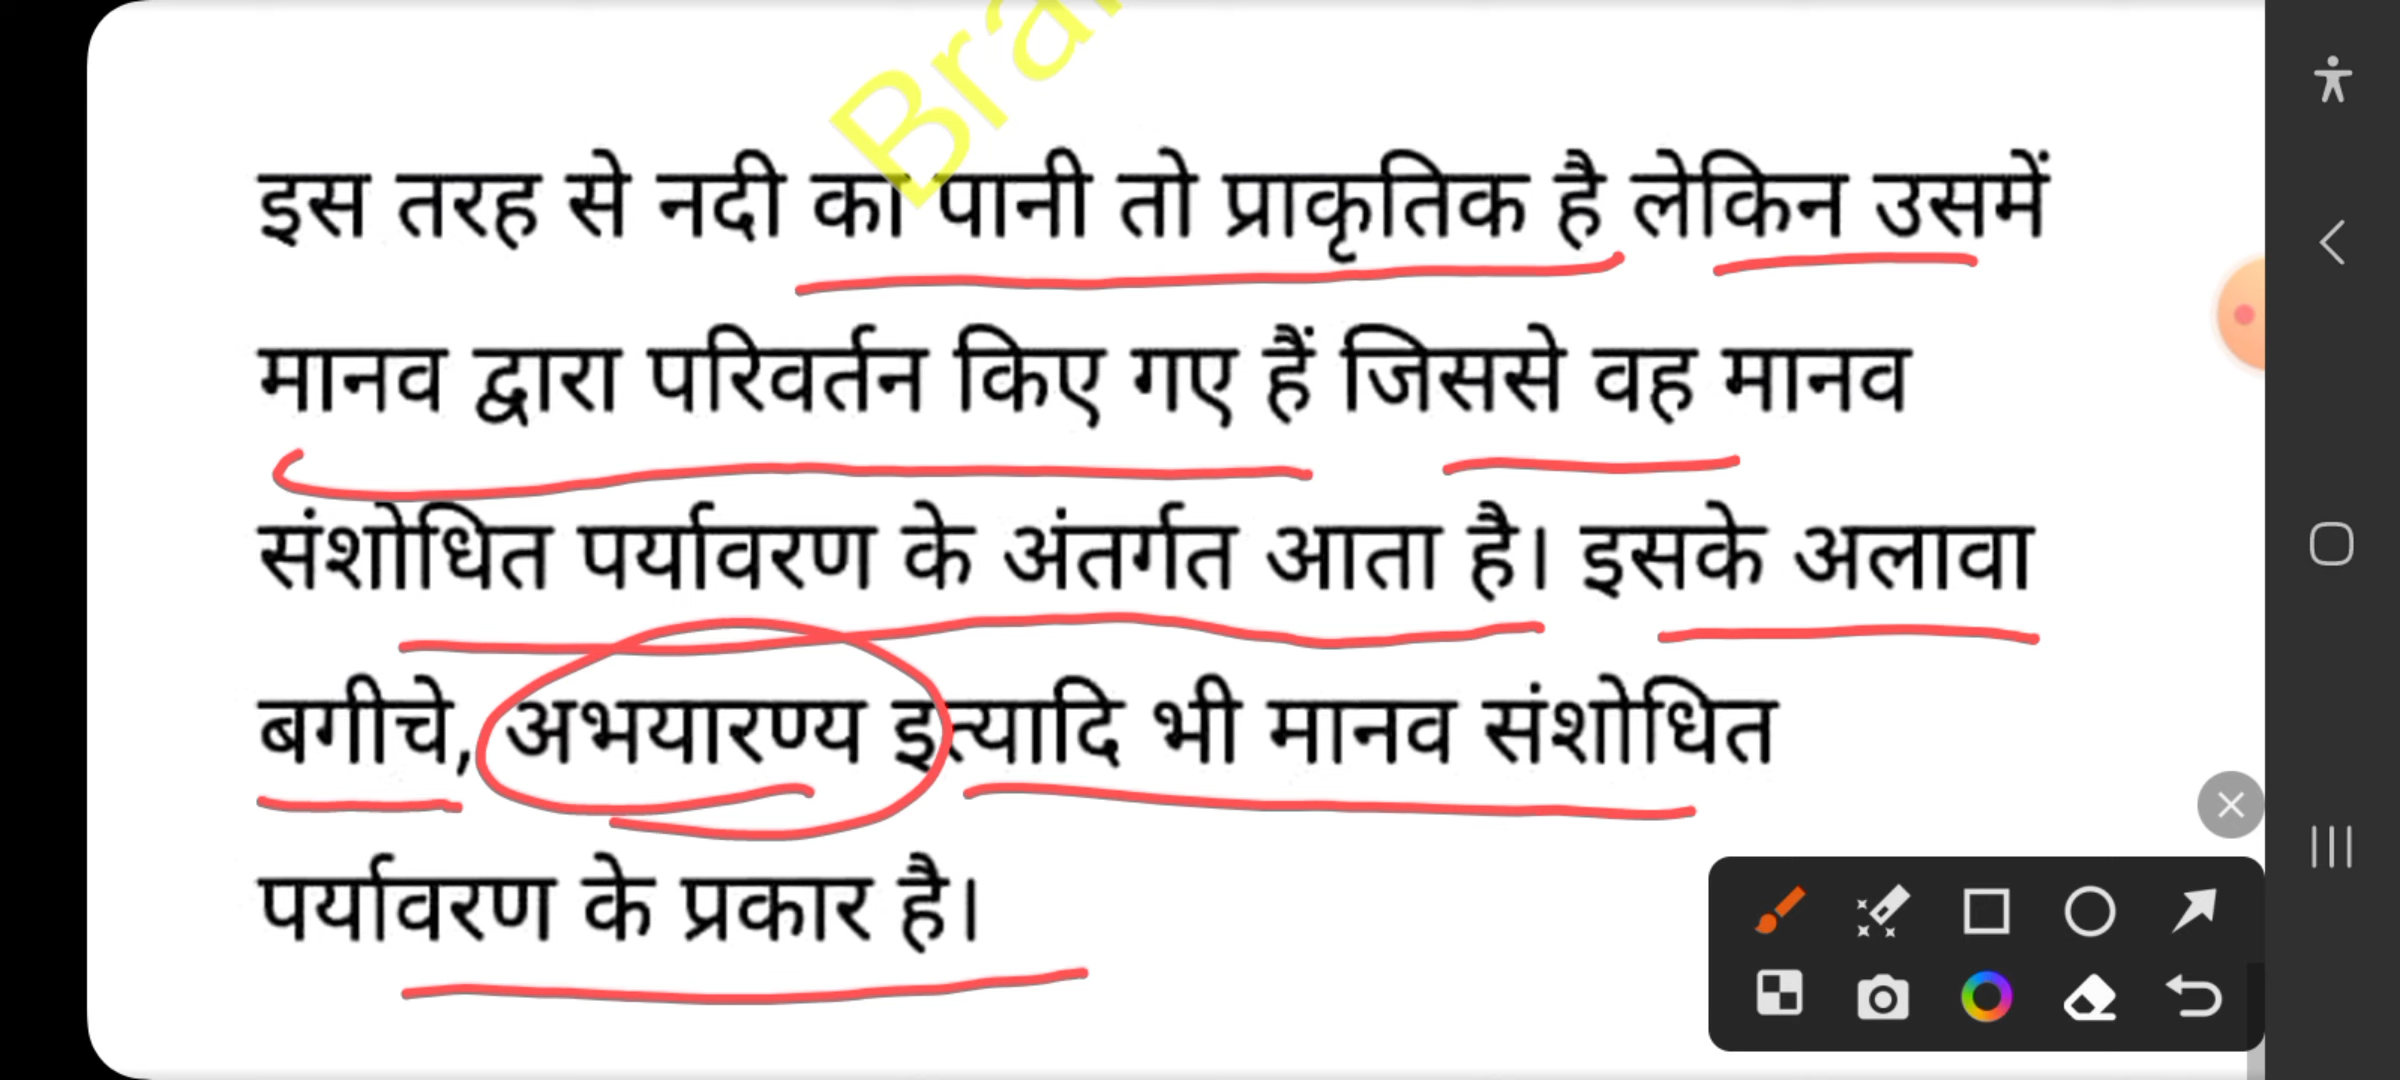 Bra
इस तरह से नदी का पानी तो प्राकृतिक है लेकिन उसमें
मानव द्वारा परिवर्तन किए गए हैं जिससे वह मानव
संशोधित पर्यावरण के अंतर्गत आता है। इसके अलावा
बगीचे, अभयारण्य इत्यादि भी मानव संशोधित
पर्यावरण के प्रकार है।